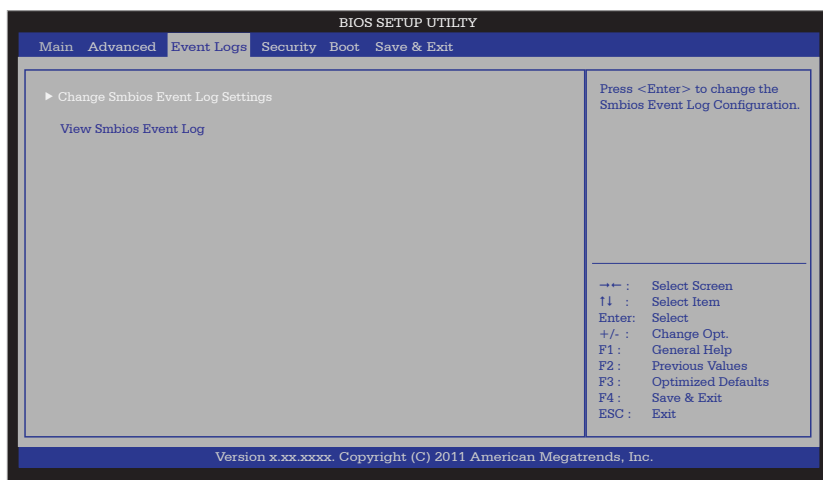 BIOS SETUP UTILTY
Main Advanced Event Logs Security Boot Save & Exit
► Change Smbios Event Log Settings
View Smbios Event Log
Press <Enter> to change the
Smbios Event Log Configuration.
→← : Select Screen
↑↓ : Select Item
Enter: Select
+/- : Change Opt.
F1 : General Help
F2 : Previous Values
F3 : Optimized Defaults
F4 : Save & Exit
ESC : Exit
Version x.xx.xxxx. Copyright (C) 2011 American Megatrends, Inc.